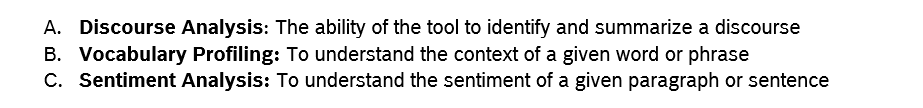 A. Discourse Analysis: The ability of the tool to identify and summarize a discourse
B. Vocabulary Profiling: To understand the context of a given word or phrase
C. Sentiment Analysis: To understand the sentiment of a given paragraph or sentence